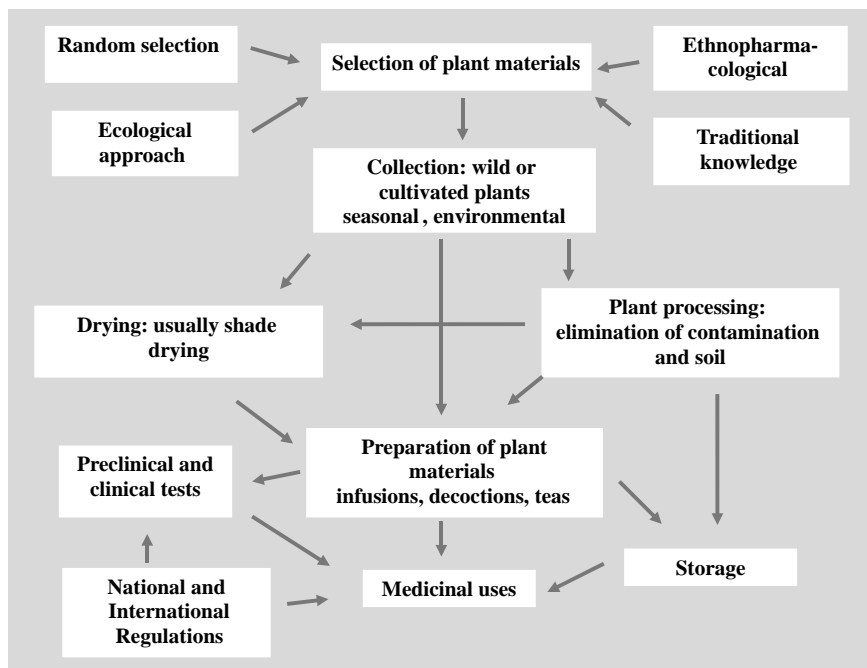 Random selection
Selection of plant materials
Ethnopharma-
cological
Ecological
approach
Traditional
knowledge
Collection: wild or
cultivated plants
seasonal , environmental
Drying: usually shade
drying
Plant processing:
elimination of contamination
and soil
Preclinical and
clinical tests
Preparation of plant
materials
infusions, decoctions, teas
National and
International
Regulations
Medicinal uses
Storage